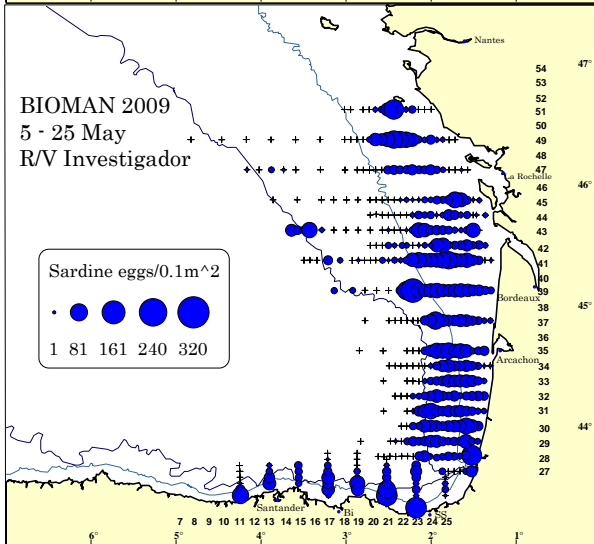 Nantes
47°
54
53
52
51
50
49
48
47
46
45
44
43
42
41
40
39
38
37
36
35
34
33
32
31
30
29
28
27
BIOMAN 2009
5 - 25 May
R/V Investigador
La Rochelle
46°
Sardine eggs/0.1m^2
1 81 161 240 320
Bordeaux
45°
Arcachon
44°
Santander
Bi
SS
7 8 9 10 11 12 13 14 15 16 17 18 19 20 21 22 23 24 25
6° 5° 4° 3° 2° 1°